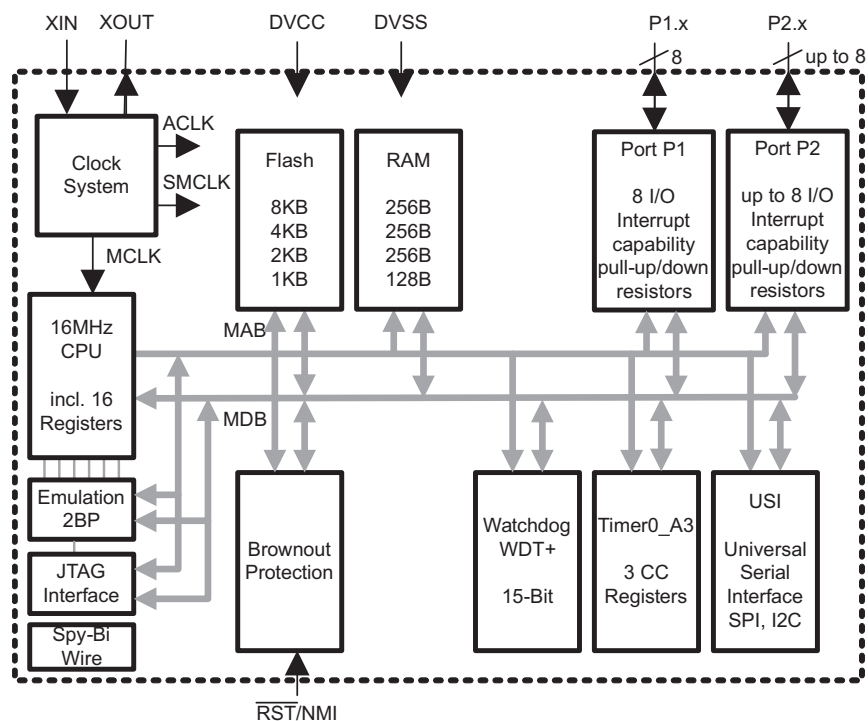 XIN
XOUT
DVCC
DVSS
P1.x
P2.x
8
up to 8
ACLK
Clock
System
SMCLK
MCLK
Flash
8KB
4KB
2KB
1KB
RAM
256B
256B
256B
128B
Port P1
8 I/O
Interrupt
capability
pull-up/down
resistors
Port P2
up to 8 I/O
Interrupt
capability
pull-up/down
resistors
16MHz
CPU
incl. 16
Registers
MAB
MDB
Emulation
2BP
JTAG
Interface
Spy-Bi
Wire
Brownout
Protection
Watchdog
WDT+
15-Bit
Timer0_A3
3 CC
Registers
USI
Universal
Serial
Interface
SPI, I2C
RST/NMI